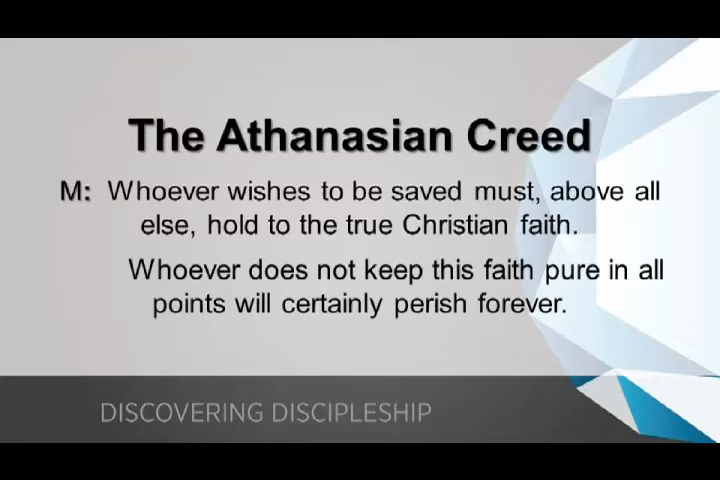 The Athanasian Creed
M: Whoever wishes to be saved must, above all
else, hold to the true Christian faith.
Whoever does not keep this faith pure in all
points will certainly perish forever.
DISCOVERING DISCIPLESHIP